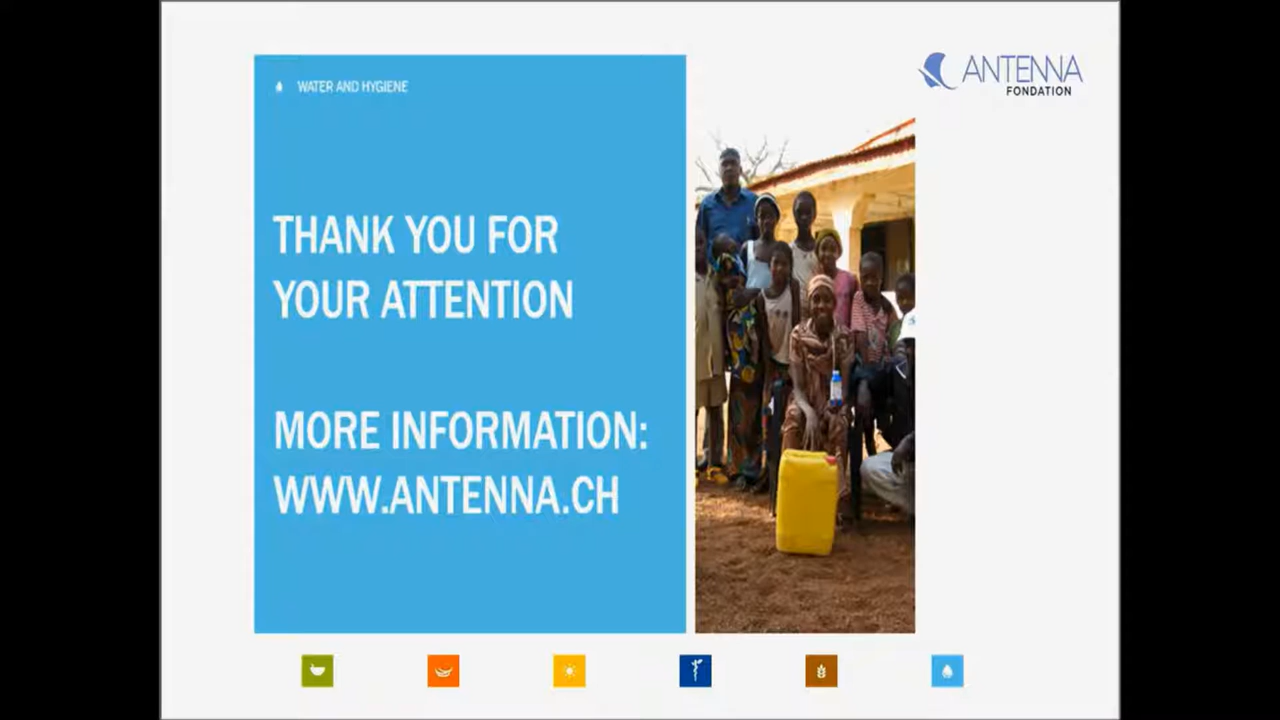 WATER AND HYGIENE
ANTENNA
FONDATION
THANK YOU FOR
YOUR ATTENTION
MORE INFORMATION:
WWW.ANTENNA.CH